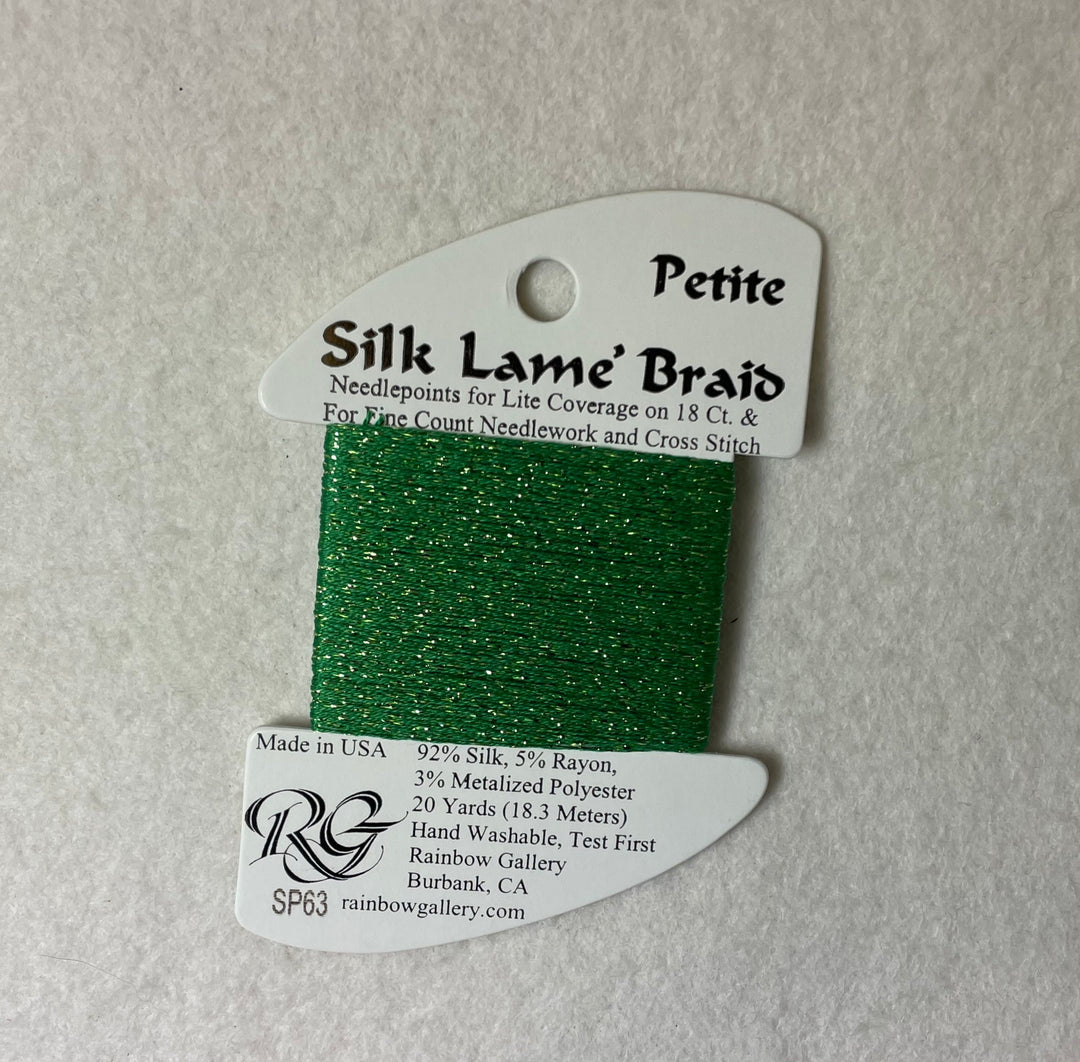 Petite
Silk Lame' Braid
Needlepoints for Lite Coverage on 18 Ct. &
For Fine Count Needlework and Cross Stitch
Made in USA
92% Silk, 5% Rayon,
3% Metalized Polyester
20 Yards (18.3 Meters)
Hand Washable, Test First
Rainbow Gallery
Burbank, CA
RG
SP63
rainbowgallery.com